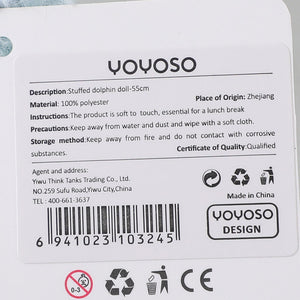 YOYOSO
Description:Stuffed dolphin doll-55cm
Material: 100% polyester Place of Origin: Zhejiang
Instructions:The product is soft to touch, essential for a lunch break
Precautions:Keep away from water and dust and wipe with a soft cloth.
Storage method:Keep away from fire and do not contact with corrosive
substances. Certificate of Quality:Qualified
Agent:
Yiwu Think Tanks Trading Co., Ltd.
NO.259 Sufu Road,Yiwu City,China
TEL : 400-661-3637
Made in China
YOYOSO
DESIGN
6 941023 103245
0-3
CE